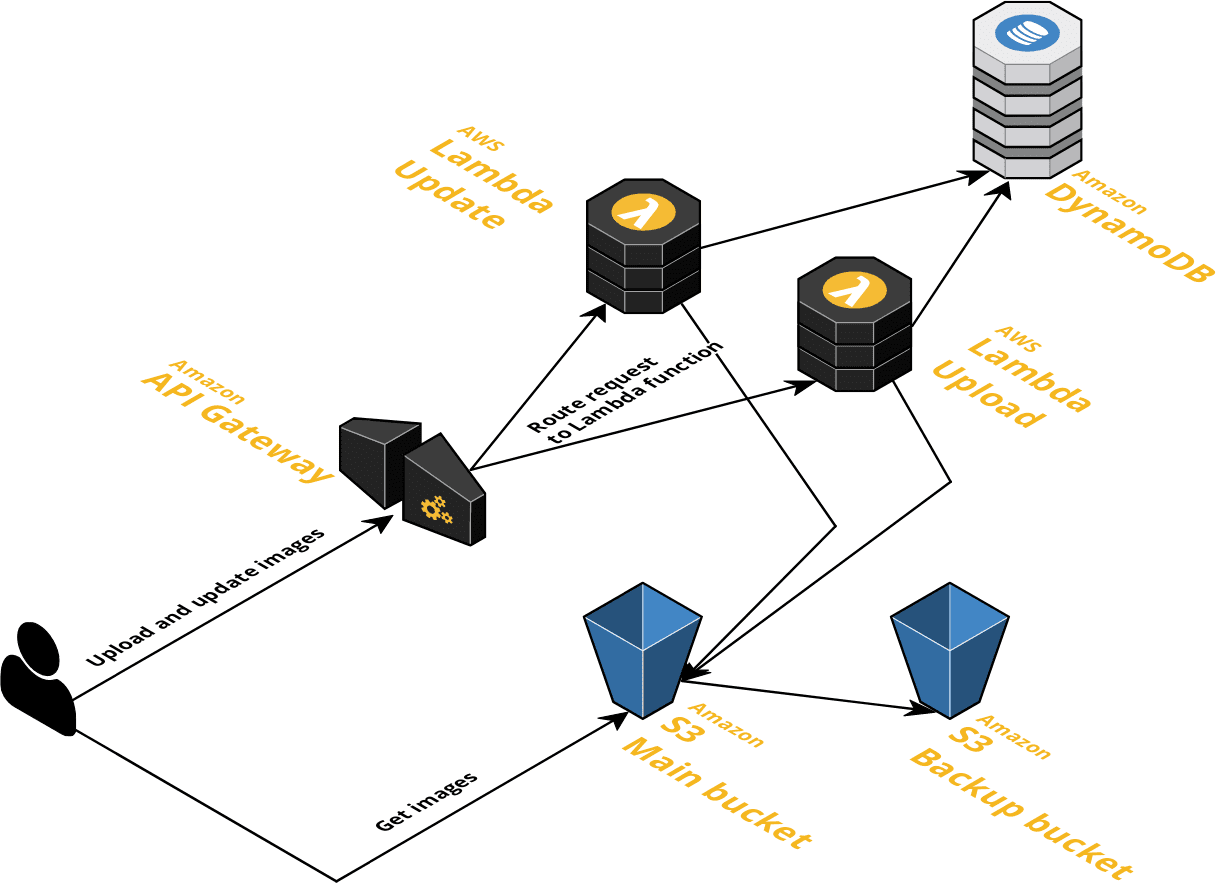 Amazon
DynamoDB
AWS
Lambda
Update
AWS
Lambda
Upload
Amazon
API Gateway
Route request
to Lambda function
Upload and update images
Get images
Amazon
S3
Main bucket
Amazon
S3
Backup bucket